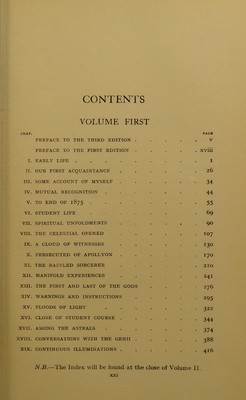 CONTENTS
VOLUME FIRST
CHAP. PAGE
PREFACE TO THE THIRD EDITION . . . . v
PREFACE TO THE FIRST EDITION . . . . . xviii
I. EARLY LIFE . . . . . . . . 1
II. OUR FIRST ACQUAINTANCE . . . . . 26
III. SOME ACCOUNT OF MYSELF . . . . . 34
IV. MUTUAL RECOGNITION . . . . . . 44
V. TO END OF 1875 . . . . . . 55
VI. STUDENT LIFE . . . . . . . 69
VII. SPIRITUAL UNFOLDMENTS . . . . . 90
VIII. THE CELESTIAL OPENED . . . . . 107
IX. A CLOUD OF WITNESSES . . . . . 130
X. PERSECUTED OF APOLLYON . . . . . 170
XI. THE BAFFLED SORCERER . . . . . 210
XII. MANIFOLD EXPERIENCES . . . . . 241
XIII. THE FIRST AND LAST OF THE GODS . . . . 276
XIV. WARNINGS AND INSTRUCTIONS . . . . 295
XV. FLOODS OF LIGHT . . . . . . 322
XVI. CLOSE OF STUDENT COURSE . . . . . 344
XVII. AMONG THE ASTRALS . . . . . . 374
XVIII. CONVERSATIONS WITH THE GENII . . . . 388
XIX. CONTINUOUS ILLUMINATIONS . . . . . 416
N.B.—The Index will be found at the close of Volume II.
xxi